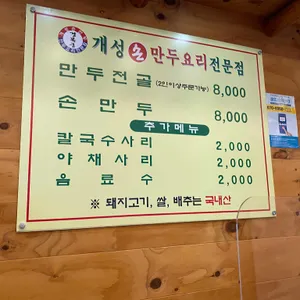 개성 손 만두요리 전문점
만두전골 (2인이상주문가능) 8,000
손만두 8,000
추가메뉴
칼국수사리 2,000
야채사리 2,000
음료수 2,000
※ 돼지고기, 쌀, 배추는 국내산